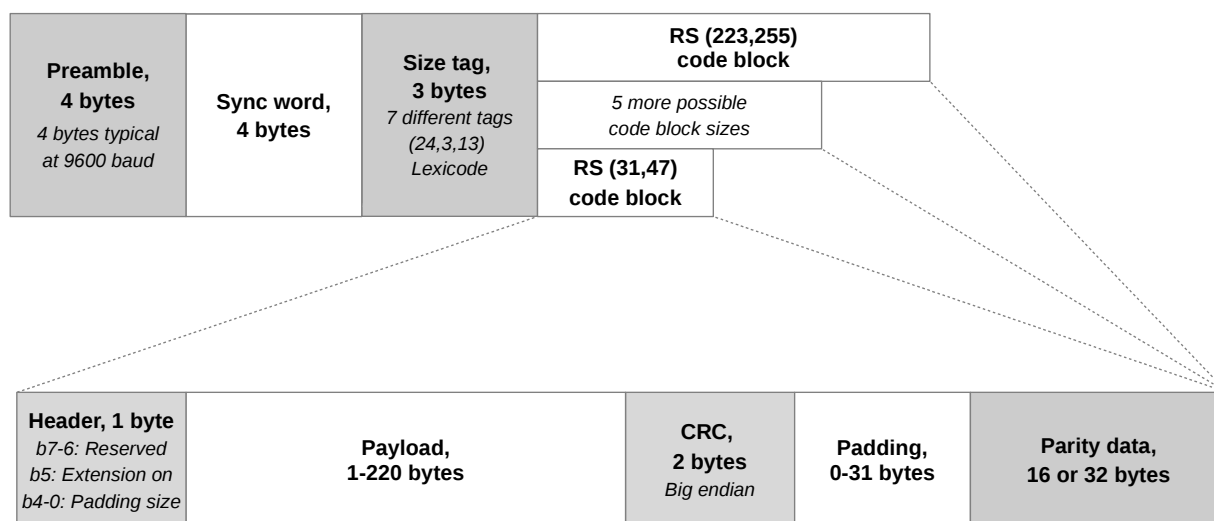 Preamble,
4 bytes
4 bytes typical
at 9600 baud
Sync word,
4 bytes
Size tag,
3 bytes
7 different tags
(24,3,13)
Lexicode
RS (223,255)
code block
5 more possible
code block sizes
RS (31,47)
code block
Header, 1 byte
b7-6: Reserved
b5: Extension on
b4-0: Padding size
Payload,
1-220 bytes
CRC,
2 bytes
Big endian
Padding,
0-31 bytes
Parity data,
16 or 32 bytes